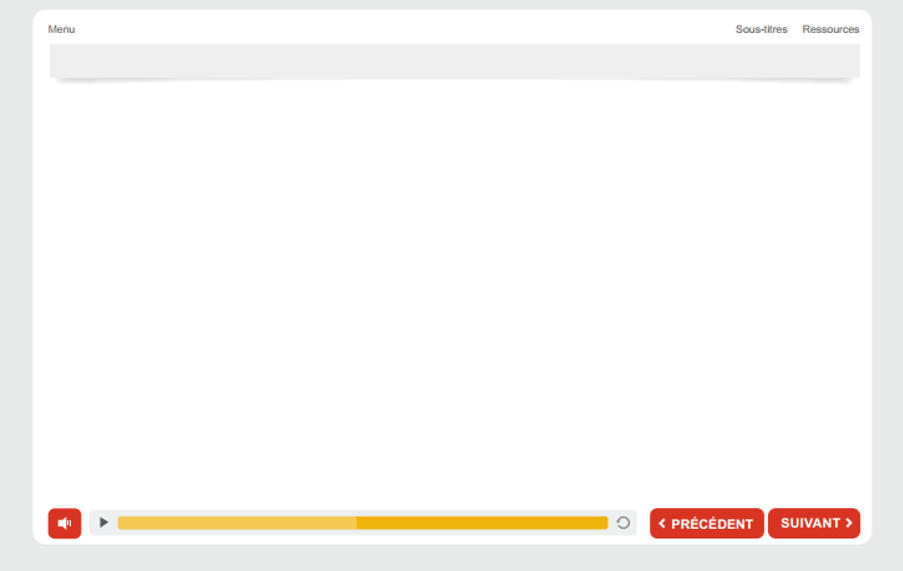 Menu
Sous-titres Ressources
PRÉCÉDENT
SUIVANT